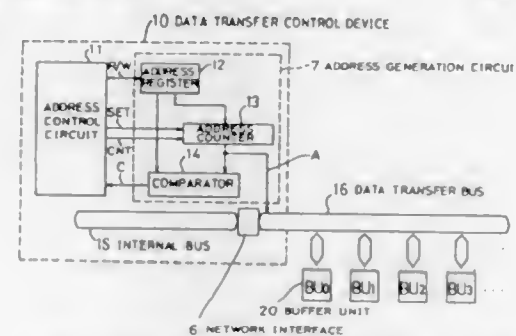 10 DATA TRANSFER CONTROL DEVICE
11
R/W
12
ADDRESS REGISTER
7 ADDRESS GENERATION CIRCUI
ADDRESS CONTROL CIRCUIT
SET
13
ADDRESS COUNTER
CNT
14
A
C
COMPARATOR
16 DATA TRANSFER BUS
15 INTERNAL BUS
BU0 BU1 BU2 BU3 ....
20 BUFFER UNIT
6 NETWORK INTERFACE